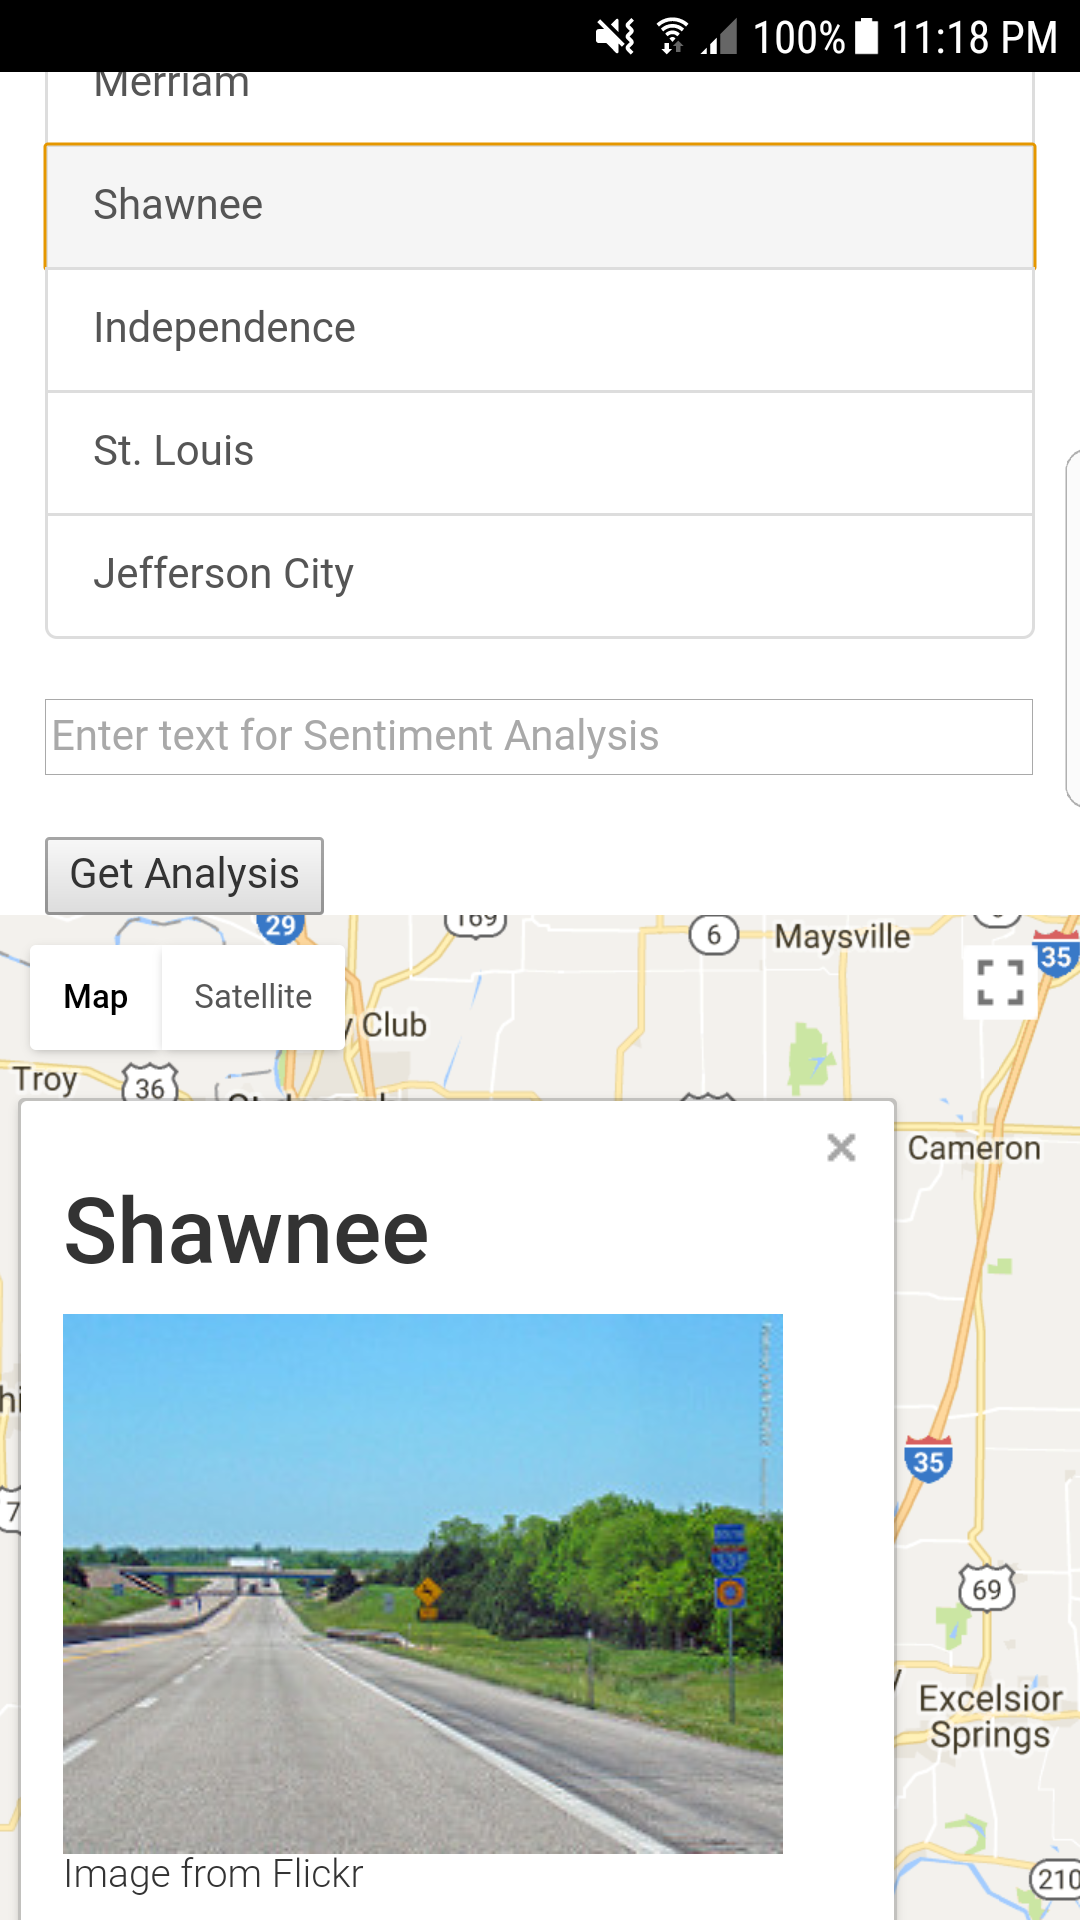 100% 11:18 PM
Merriam
Shawnee
Independence
St. Louis
Jefferson City
Enter text for Sentiment Analysis
Get Analysis
29
169
6
Maysville
35
Map
Satellite
y Club
Troy
36
Cameron
Shawnee
35
69
Excelsior
Springs
210
Image from Flickr